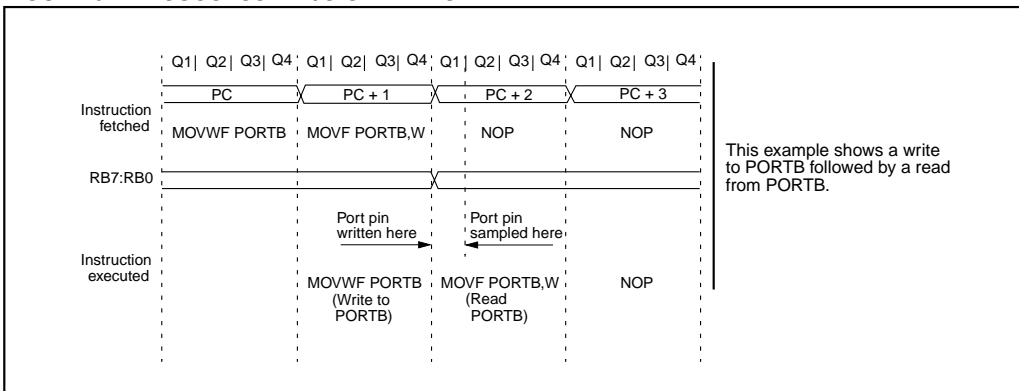 Q1| Q2| Q3| Q4 Q1| Q2| Q3| Q4 Q1| Q2| Q3| Q4 Q1| Q2| Q3| Q4
PC PC + 1 PC + 2 PC + 3
Instruction
fetched
MOVWF PORTB MOVF PORTB,W NOP NOP
This example shows a write
to PORTB followed by a read
from PORTB.
RB7:RB0
Port pin
written here
Port pin
sampled here
Instruction
executed
MOVWF PORTB
(Write to
PORTB)
MOVF PORTB,W
(Read
PORTB)
NOP